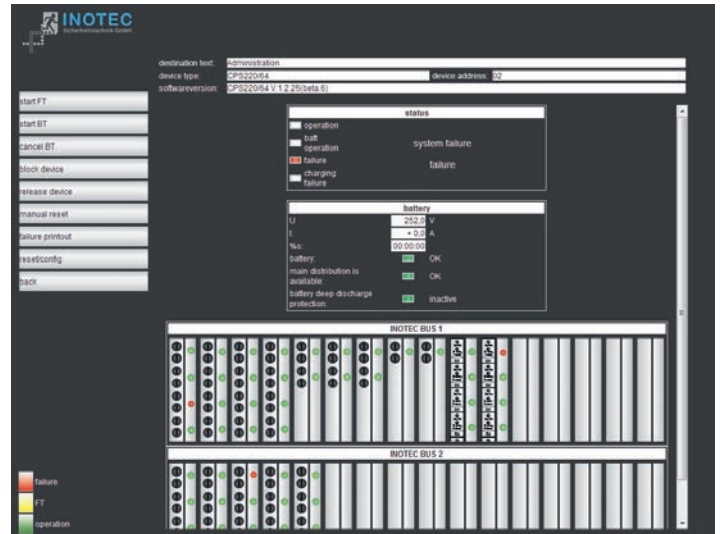 INOTEC
Sicherheitstechnik GmbH
destination text: Administration
device type: CPS220/64 device address: 02
softwareversion: CPS220/64 V.1.2.25(beta 6)
start FT
start BT
cancel BT
block device
release device
manual reset
failure printout
reset/config
back
status
operation
batt
operation
system failure
failure
failure
charging
failure
battery
U 252,0 V
I: + 0,0 A
%s: 00:00:00
battery: OK
main distribution is
available: OK
battery deep discharge
protection: inactive
INOTEC BUS 1
INOTEC BUS 2
failure
FT
operation